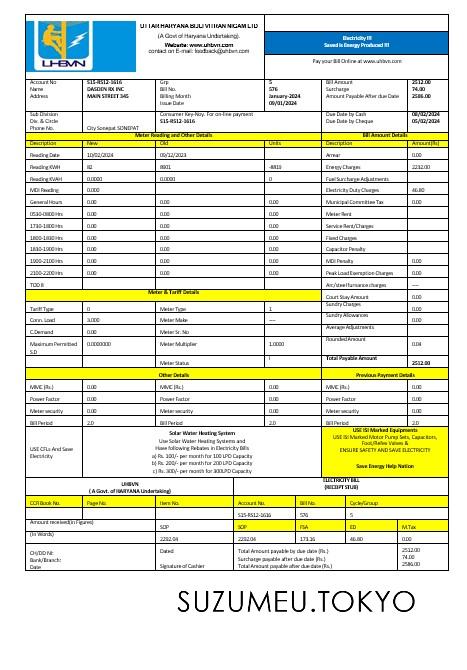 UTTAR HARYANA BIJLI VITRAN NIGAM LTD
(A Govt of Haryana Undertaking).
Website: www.uhbvn.com
contact on E-mail: feedback@uhbvn.com
UHBVN
Electricity !!!
Saved is Energy Produced !!!
Pay your Bill Online at www.uhbvn.com
Account No S15-RS12-1616 Grp 5 Bill Amount 2512.00
Name DASDEN RX INC Bill No. 576 Surcharge 74.00
Address MAIN STREET 345 Billing Month January-2024 Amount Payable After due Date 2586.00
Issue Date 09/01/2024
Sub Division Consumer Key-Noy. For on-line payment Due Date by Cash 08/02/2024
Div. & Circle S15-RS12-1616 Due Date by Cheque 05/02/2024
Phone No. City Sonepat SONEPAT
Meter Reading and Other Details Bill Amount Details
Description New Old Units Description Amount(Rs)
Reading Date 10/02/2024 09/12/2023 Arrear 0.00
Reading KWH 82 8901 -8819 Energy Charges 2232.00
Reading KVAH 0.0000 0.0000 0 Fuel Surcharge Adjustments
MDI Reading 0.000 Electricity Duty Charges 46.80
General Hours 0.00 0.00 0.00 Municipal Committee Tax 0.00
0530-0800 Hrs 0.00 0.00 0.00 Meter Rent
1730-1800 Hrs 0.00 0.00 0.00 Service Rent/Charges
1800-1830 Hrs 0.00 0.00 0.00 Fixed Charges
1830-1900 Hrs 0.00 0.00 0.00 Capacitor Penalty
1900-2100 Hrs 0.00 0.00 0.00 MDI Penalty 0.00
2100-2200 Hrs 0.00 0.00 0.00 Peak Load Exemption Charges 0.00
TOD 8 Arc/steel furnance charges ----
Meter & Tariff Details Court Stay Amount 0.00
Sundry Charges
Tariff Type 0 Meter Type 1 0.00
Sundry Allowances
Conn. Load 3.000 Meter Make ---- 0.00
C.Demand 0.00 Meter Sr. No Average Adjustments
Maximum Permitted S.D 0.0000000 Meter Multiplier 1.0000 Rounded Amount 0.04
Meter Status Total Payable Amount 2512.00
Other Details Previous Payment Details
MMC (Rs.) 0.00 MMC (Rs.) 0.00 MMC (Rs.) 0.00
Power Factor 0.00 Power Factor 0.00 Power Factor 0.00
Meter security 0.00 Meter security 0.00 Meter security 0.00
Bill Period 2.0 Bill Period 2.0 Bill Period 2.0
USE CFLs And Save Electricity
Solar Water Heating System
Use Solar Water Heating Systems and
Have following Rebates in Electricity Bills
a) Rs. 100/- per month for 100 LPD Capacity
b) Rs. 200/- per month for 200 LPD Capacity
c) Rs. 300/- per month for 300LPD Capacity
USE ISI Marked Equipments
USE ISI Marked Motor Pump Sets, Capacitors,
Foot/Reflex Valves &
ENSURE SAFETY AND SAVE ELECTRICITY
Save Energy Help Nation
UHBVN
( A Govt. of HARYANA Undertaking)
ELECTRICITY BILL
(RECEIPT STUB)
CCR Book No. Page No. Item No. Account No. Bill No. Cycle/Group
S15-RS12-1616 576 5
Amount received(in Figures) SOP SOP FSA ED M.Tax
(In Words) 2292.04 2292.04 173.16 46.80 0.00
CH/DD Nt: Dated Total Amount payable by due date (Rs.) 2512.00
Bank/Branch: Surcharge payable after due date (Rs.) 74.00
Date Signature of Cashier Total Amount payable after due date (Rs.) 2586.00
SUZUMEU.TOKYO